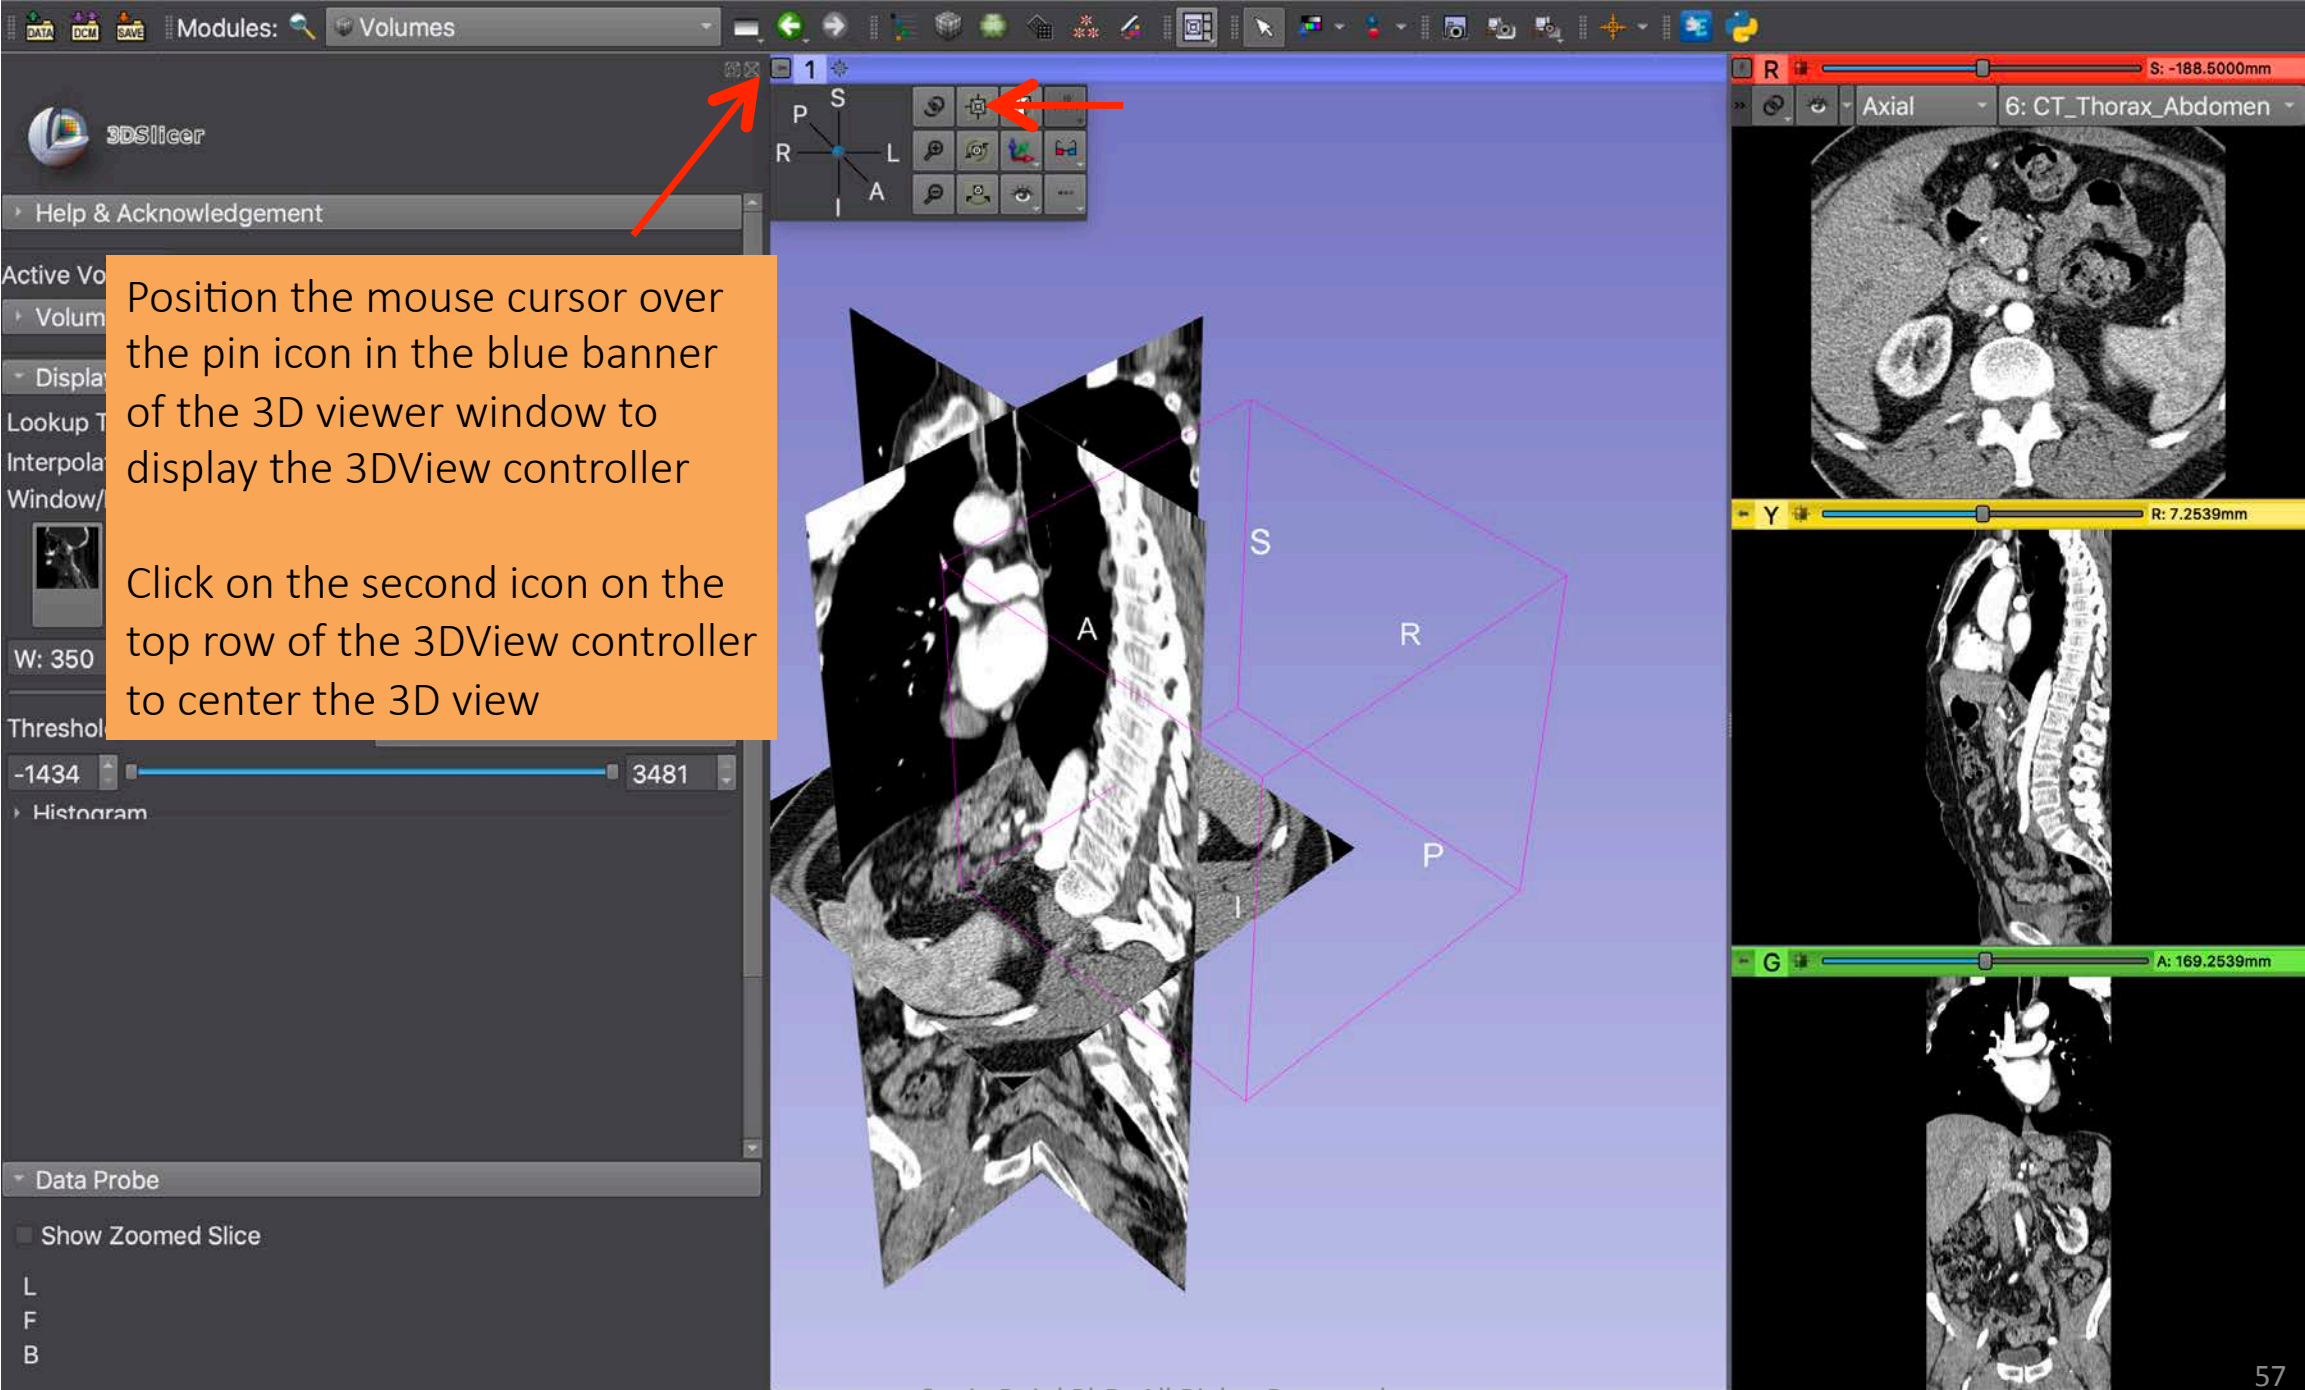 DATA DCM SAVE Modules: Volumes
1
R S: -188.5000mm
Axial 6: CT_Thorax_Abdomen
S
P
R L
A
I
3DSlicer
Help & Acknowledgement
Active Vo
Volum
Displa
Lookup T
Interpola
Window/
W: 350
Threshol
-1434 3481
Histogram
Position the mouse cursor over
the pin icon in the blue banner
of the 3D viewer window to
display the 3DView controller
Click on the second icon on the
top row of the 3DView controller
to center the 3D view
S
A
R
P
I
Y R: 7.2539mm
G A: 169.2539mm
Data Probe
Show Zoomed Slice
L
F
B
57